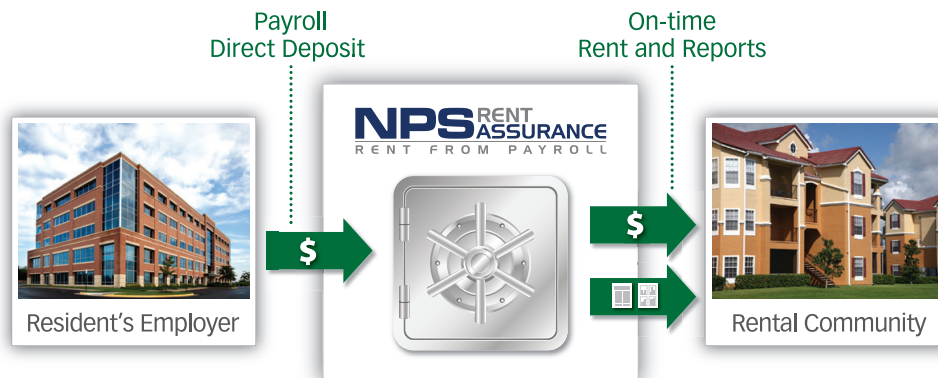 Payroll
Direct Deposit
On-time
Rent and Reports
NPS RENT
ASSURANCE
RENT FROM PAYROLL
$
$
Resident's Employer
Rental Community